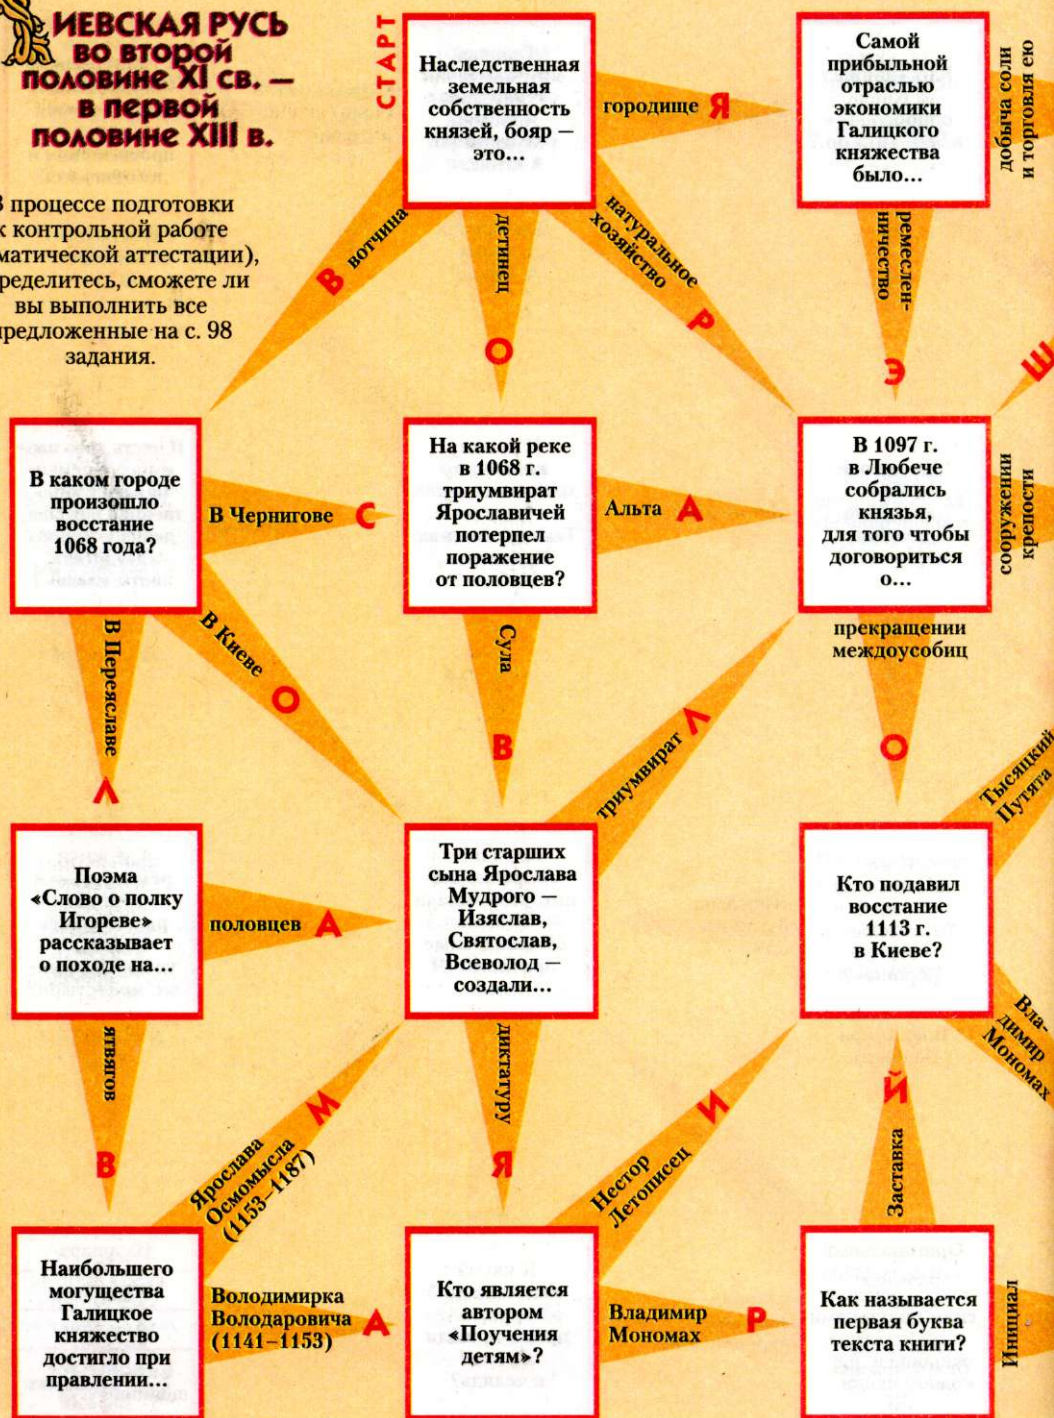 ИЕВСКАЯ РУСЬ
ВО ВТОРОЙ
ПОЛОВИНЕ XI СВ. —
В ПЕРВОЙ
ПОЛОВИНЕ XIII В.
процессе подготовки
к контрольной работе
матической аттестации),
ределитесь, сможете ли
вы выполнить все
редложенные на с. 98
задания.
СТАРТ
Наследственная
земельная
собственность
князей, бояр —
это...
городище Я
Самой
прибыльной
отраслью
экономики
Галицкого
княжества
было...
добыча соли
и торговля ею
В вотчина
детинец
О
натуральное
хозяйство
Р
ремеслен-
ничество
Э
Ш
В каком городе
произошло
восстание
1068 года?
В Чернигове С
На какой реке
в 1068 г.
триумвират
Ярославичей
потерпел
поражение
от половцев?
Альта А
В 1097 г.
в Любече
собрались
князья,
для того чтобы
договориться
о...
сооружении
крепости
В Переяславе
Л
В Киеве
О
Сула
В
триумвират Л
прекращении
междоусобиц
О
Тысяцкий
Путята
Поэма
«Слово о полку
Игореве»
рассказывает
о походе на...
половцев А
Три старших
сына Ярослава
Мудрого —
Изяслав,
Святослав,
Всеволод —
создали...
Кто подавил
восстание
1113 г.
в Киеве?
Вла-
димир
Мономах
ятвягов
В
Ярослава
Осмомысла
(1153–1187)
М
диктатуру
Я
Нестор
Летописец
И
Й
Заставка
Наибольшего
могущества
Галицкое
княжество
достигло при
правлении...
Володимирка
Володаровича
(1141–1153)
А
Кто является
автором
«Поучения
детям»?
Владимир
Мономах
Р
Как называется
первая буква
текста книги?
Инициал